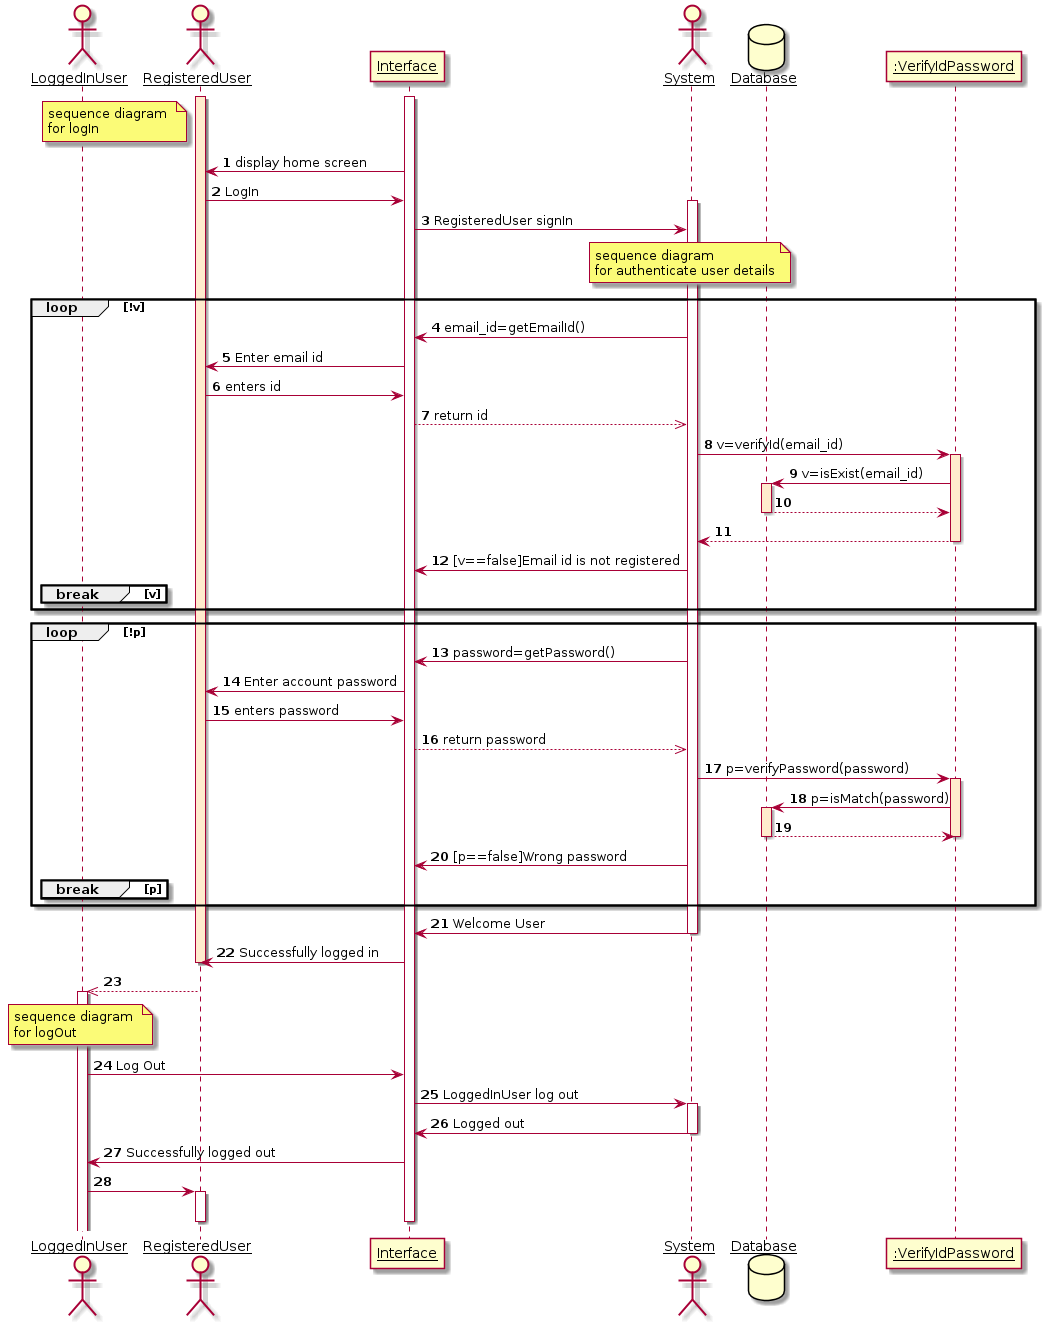 LoggedInUser
RegisteredUser
Interface
System
Database
:VerifyIdPassword
sequence diagram
for logIn
1 display home screen
2 LogIn
3 RegisteredUser signIn
sequence diagram
for authenticate user details
loop [!v]
4 email_id=getEmailId()
5 Enter email id
6 enters id
7 return id
8 v=verifyId(email_id)
9 v=isExist(email_id)
10
11
12 [v==false]Email id is not registered
break [v]
loop [!p]
13 password=getPassword()
14 Enter account password
15 enters password
16 return password
17 p=verifyPassword(password)
18 p=isMatch(password)
19
20 [p==false]Wrong password
break [p]
21 Welcome User
22 Successfully logged in
23
sequence diagram
for logOut
24 Log Out
25 LoggedInUser log out
26 Logged out
27 Successfully logged out
28
LoggedInUser
RegisteredUser
Interface
System
Database
:VerifyIdPassword